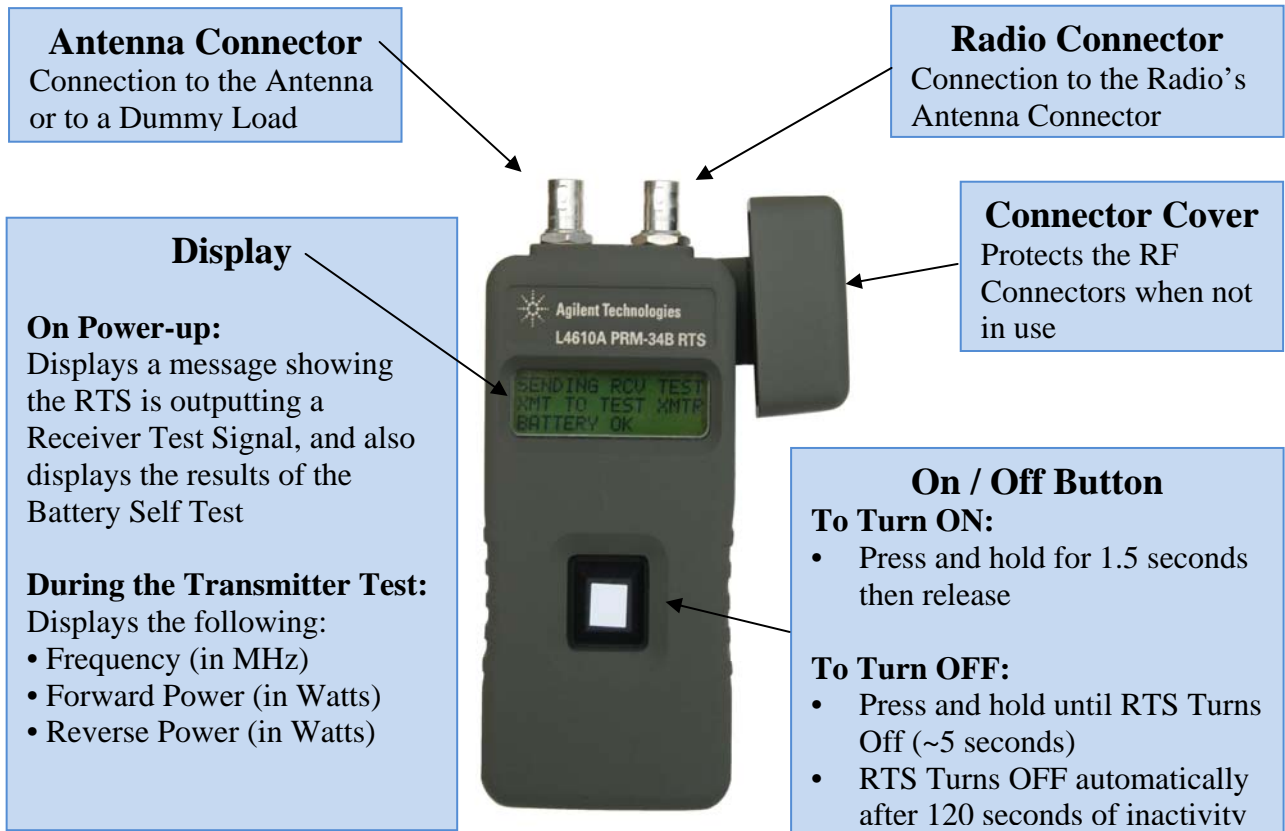 Antenna Connector
Connection to the Antenna
or to a Dummy Load
Radio Connector
Connection to the Radio’s
Antenna Connector
Connector Cover
Protects the RF
Connectors when not
in use
Display
On Power-up:
Displays a message showing
the RTS is outputting a
Receiver Test Signal, and also
displays the results of the
Battery Self Test
During the Transmitter Test:
Displays the following:
• Frequency (in MHz)
• Forward Power (in Watts)
• Reverse Power (in Watts)
Agilent Technologies
L4610A PRM-34B RTS
SENDING RCV TEST
XMT TO TEST XMTR
BATTERY OK
On / Off Button
To Turn ON:
• Press and hold for 1.5 seconds
then release
To Turn OFF:
• Press and hold until RTS Turns
Off (~5 seconds)
• RTS Turns OFF automatically
after 120 seconds of inactivity